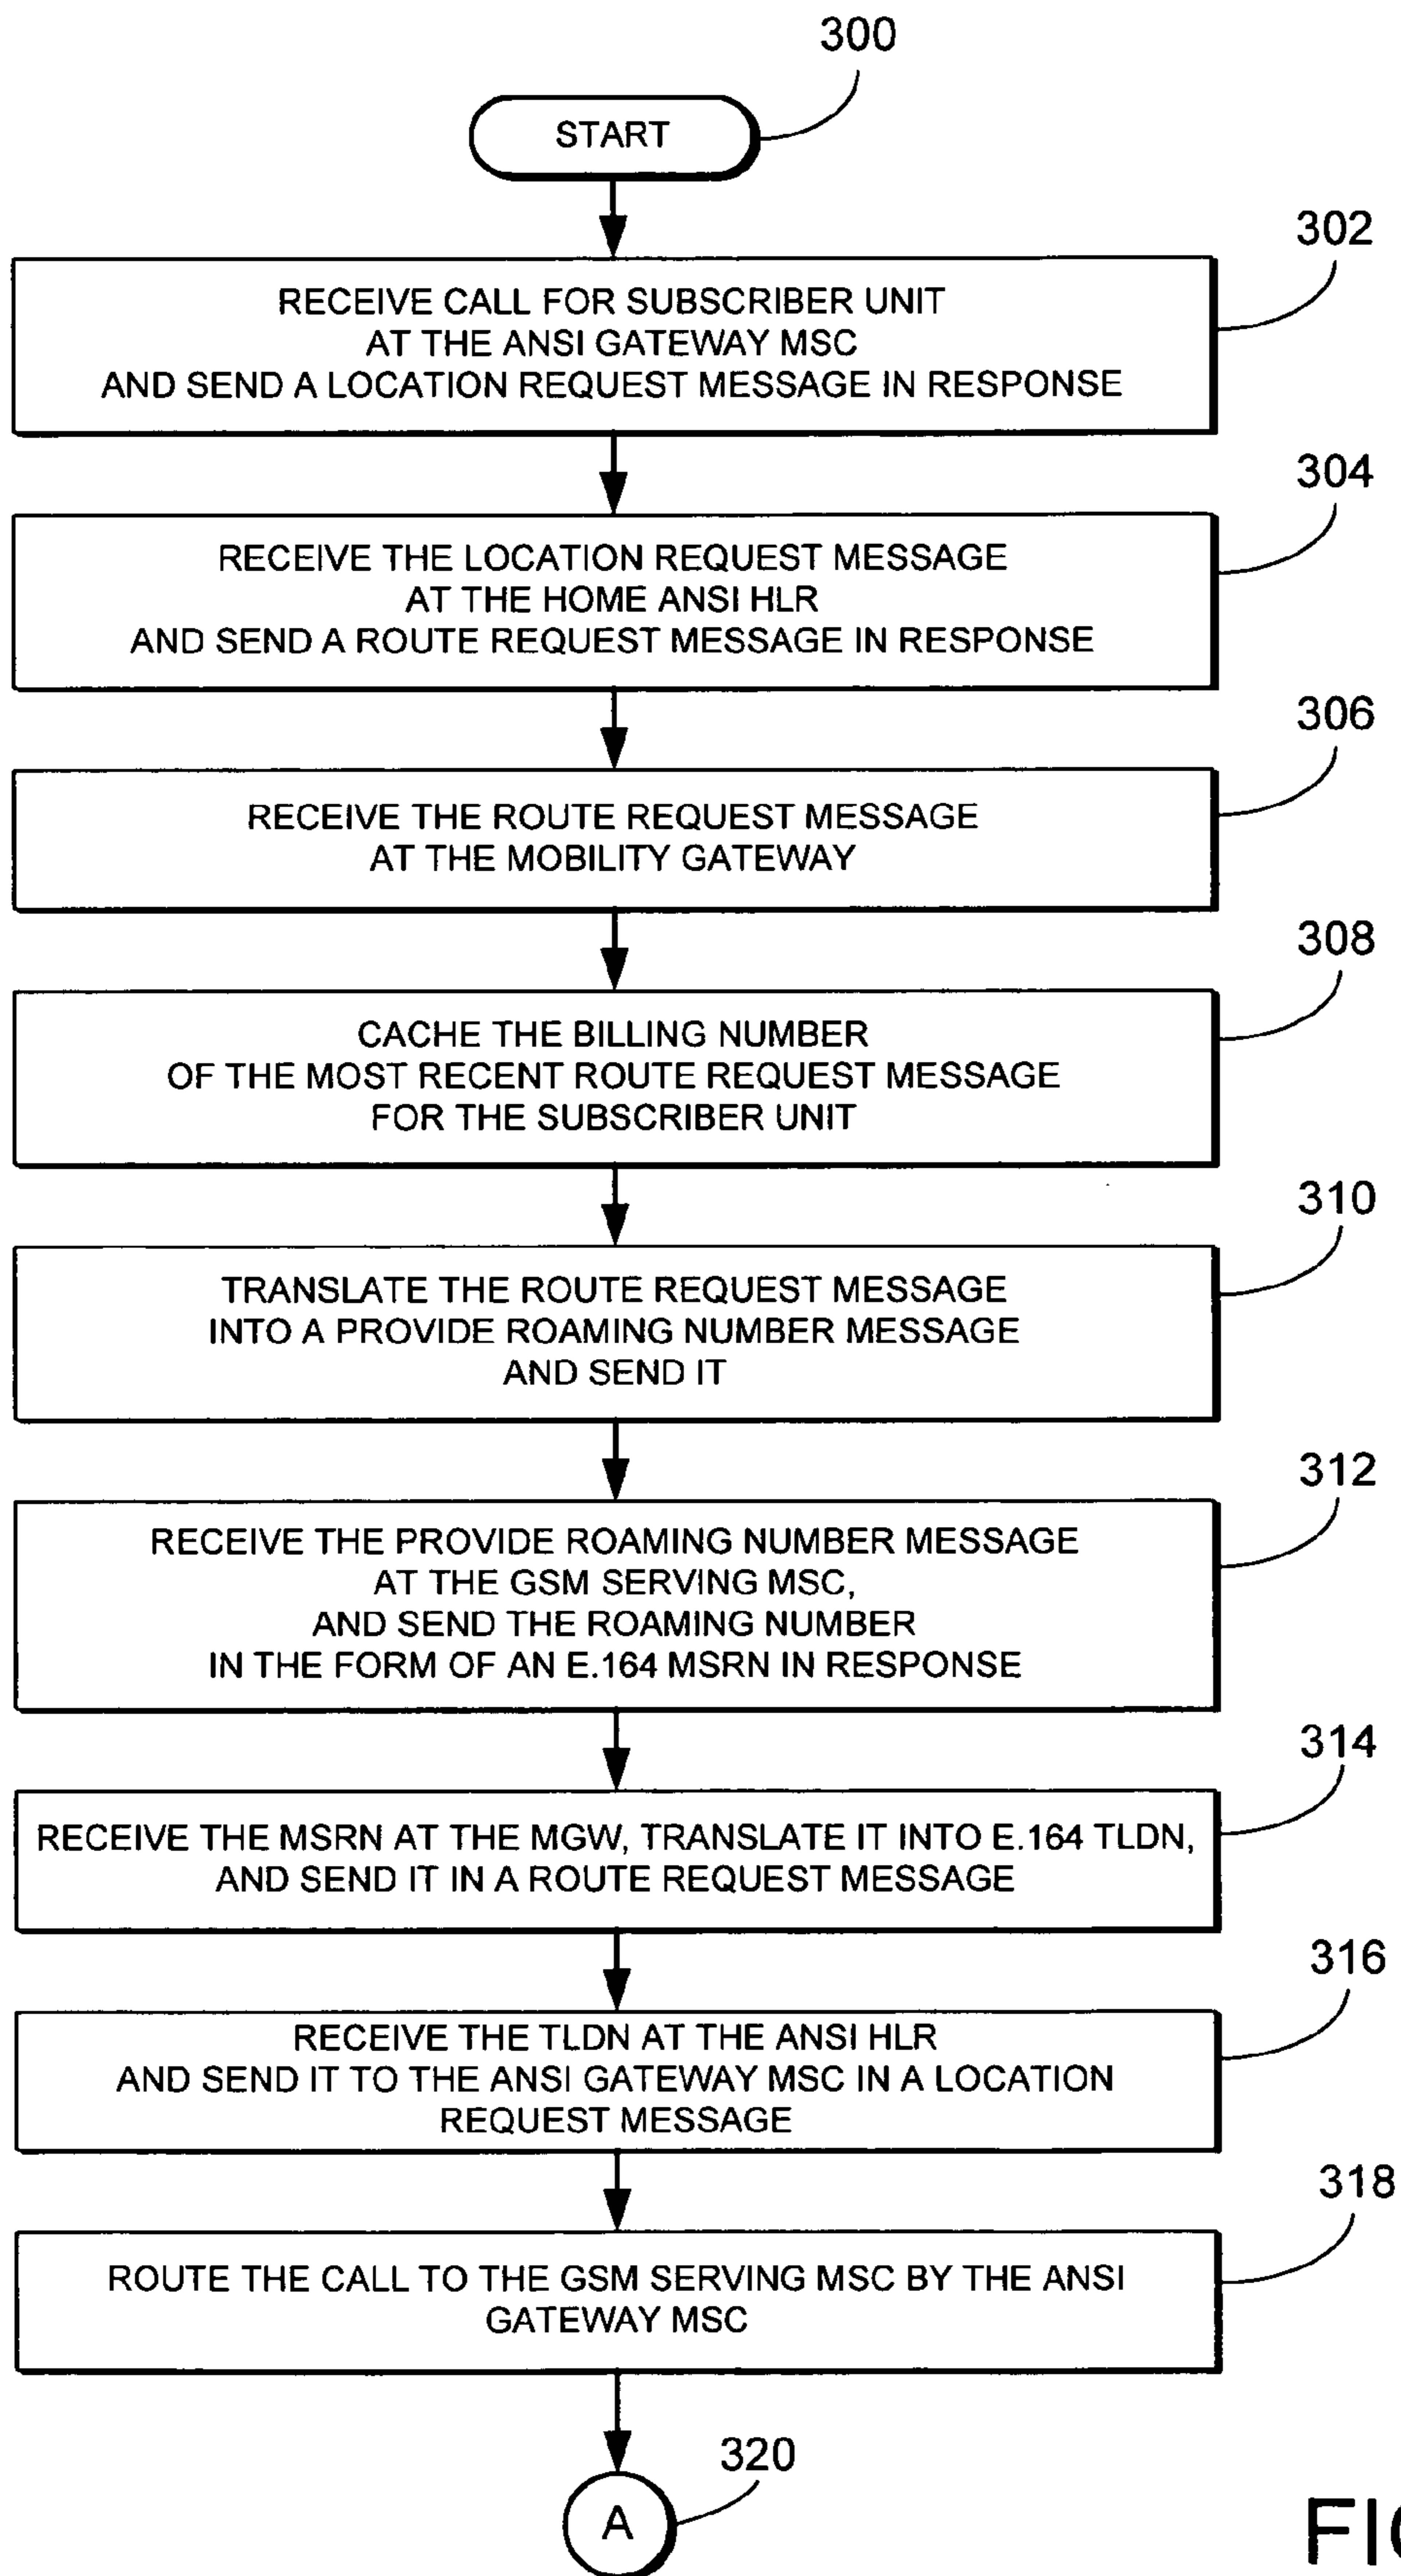 300
START
302
RECEIVE CALL FOR SUBSCRIBER UNIT
AT THE ANSI GATEWAY MSC
AND SEND A LOCATION REQUEST MESSAGE IN RESPONSE
304
RECEIVE THE LOCATION REQUEST MESSAGE
AT THE HOME ANSI HLR
AND SEND A ROUTE REQUEST MESSAGE IN RESPONSE
306
RECEIVE THE ROUTE REQUEST MESSAGE
AT THE MOBILITY GATEWAY
308
CACHE THE BILLING NUMBER
OF THE MOST RECENT ROUTE REQUEST MESSAGE
FOR THE SUBSCRIBER UNIT
310
TRANSLATE THE ROUTE REQUEST MESSAGE
INTO A PROVIDE ROAMING NUMBER MESSAGE
AND SEND IT
312
RECEIVE THE PROVIDE ROAMING NUMBER MESSAGE
AT THE GSM SERVING MSC,
AND SEND THE ROAMING NUMBER
IN THE FORM OF AN E.164 MSRN IN RESPONSE
314
RECEIVE THE MSRN AT THE MGW, TRANSLATE IT INTO E.164 TLDN,
AND SEND IT IN A ROUTE REQUEST MESSAGE
316
RECEIVE THE TLDN AT THE ANSI HLR
AND SEND IT TO THE ANSI GATEWAY MSC IN A LOCATION
REQUEST MESSAGE
318
ROUTE THE CALL TO THE GSM SERVING MSC BY THE ANSI
GATEWAY MSC
320
A